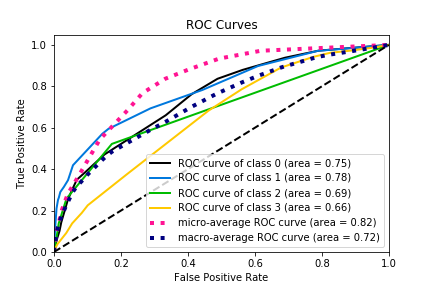 ROC Curves
1.0
0.8
0.6
0.4
0.2
0.0
True Positive Rate
ROC curve of class 0 (area = 0.75)
ROC curve of class 1 (area = 0.78)
ROC curve of class 2 (area = 0.69)
ROC curve of class 3 (area = 0.66)
micro-average ROC curve (area = 0.82)
macro-average ROC curve (area = 0.72)
0.0 0.2 0.4 0.6 0.8 1.0
False Positive Rate